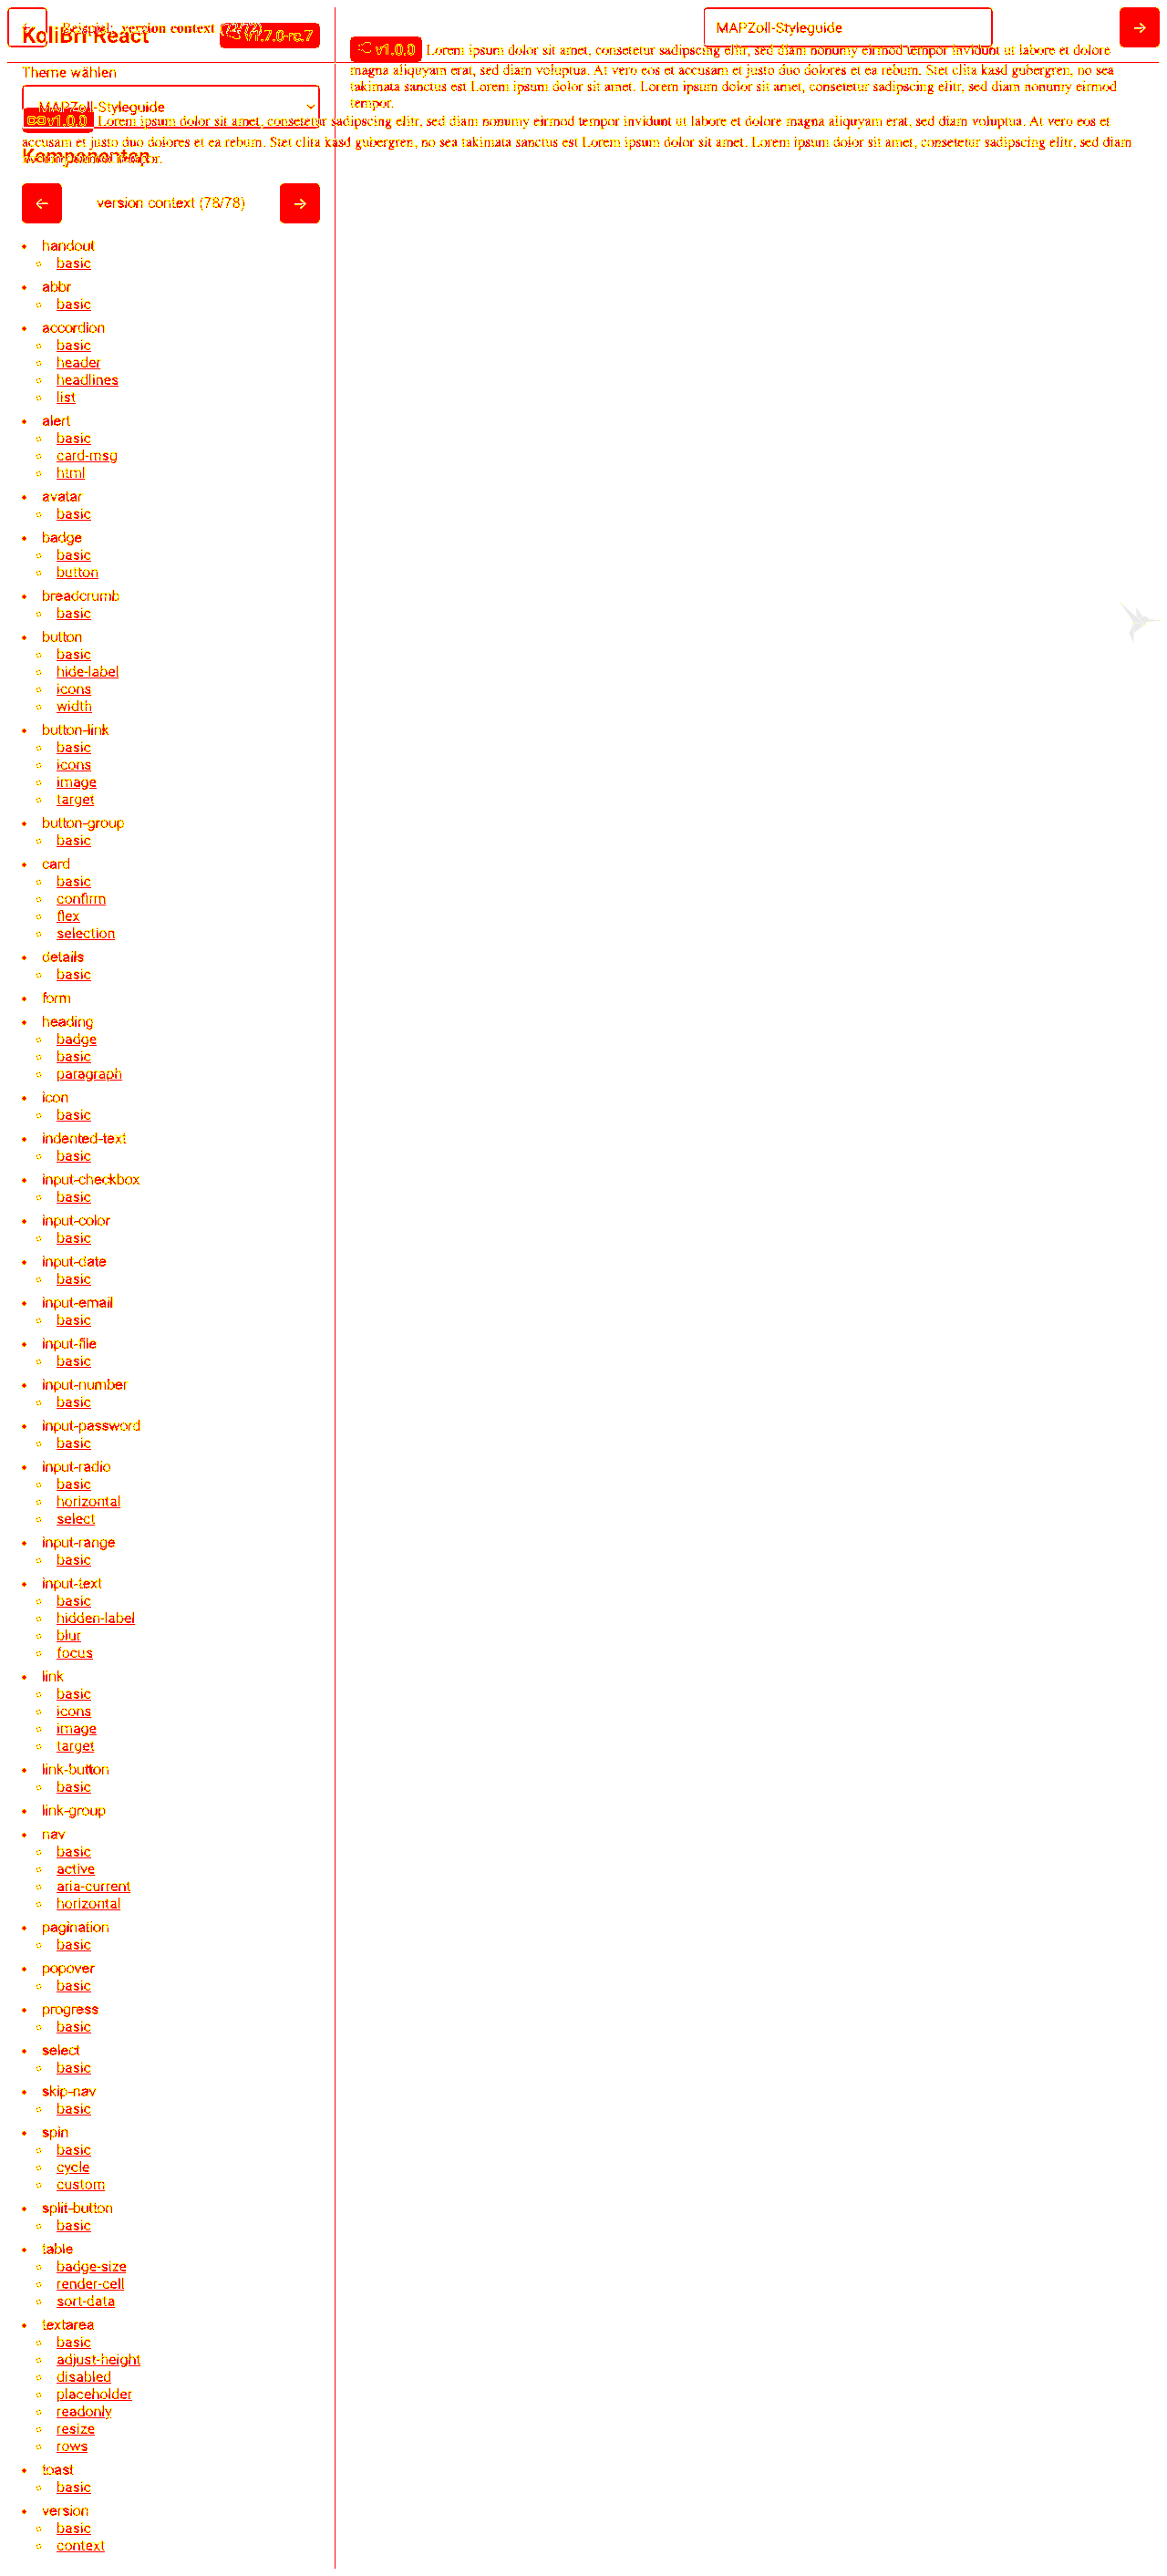 KoliBri React
v1.7.0-rc.7
Beispiel: version context (72/72)
MAPZoll-Styleguide
v1.0.0 Lorem ipsum dolor sit amet, consetetur sadipscing elitr, sed diam nonumy eirmod tempor invidunt ut labore et dolore
magna aliquyam erat, sed diam voluptua. At vero eos et accusam et justo duo dolores et ea rebum. Stet clita kasd gubergren, no sea
takimata sanctus est Lorem ipsum dolor sit amet. Lorem ipsum dolor sit amet, consetetur sadipscing elitr, sed diam nonumy eirmod
tempor.
Theme wählen
MAPZoll-Styleguide
v1.0.0 Lorem ipsum dolor sit amet, consetetur sadipscing elitr, sed diam nonumy eirmod tempor invidunt ut labore et dolore magna aliquyam erat, sed diam voluptua. At vero eos et
accusam et justo duo dolores et ea rebum. Stet clita kasd gubergren, no sea takimata sanctus est Lorem ipsum dolor sit amet. Lorem ipsum dolor sit amet, consetetur sadipscing elitr, sed diam
Komponenten
version context (78/78)
handout
basic
abbr
basic
accordion
basic
header
headlines
list
alert
basic
card-msg
html
avatar
basic
badge
basic
button
breadcrumb
basic
button
basic
hide-label
icons
width
button-link
basic
icons
image
target
button-group
basic
card
basic
confirm
flex
selection
details
basic
form
heading
badge
basic
paragraph
icon
basic
indented-text
basic
input-checkbox
basic
input-color
basic
input-date
basic
input-email
basic
input-file
basic
input-number
basic
input-password
basic
input-radio
basic
horizontal
select
input-range
basic
input-text
basic
hidden-label
blur
focus
link
basic
icons
image
target
link-button
basic
link-group
nav
basic
active
aria-current
horizontal
pagination
basic
popover
basic
progress
basic
select
basic
skip-nav
basic
spin
basic
cycle
custom
split-button
basic
table
badge-size
render-cell
sort-data
textarea
basic
adjust-height
disabled
placeholder
readonly
resize
rows
toast
basic
version
basic
context